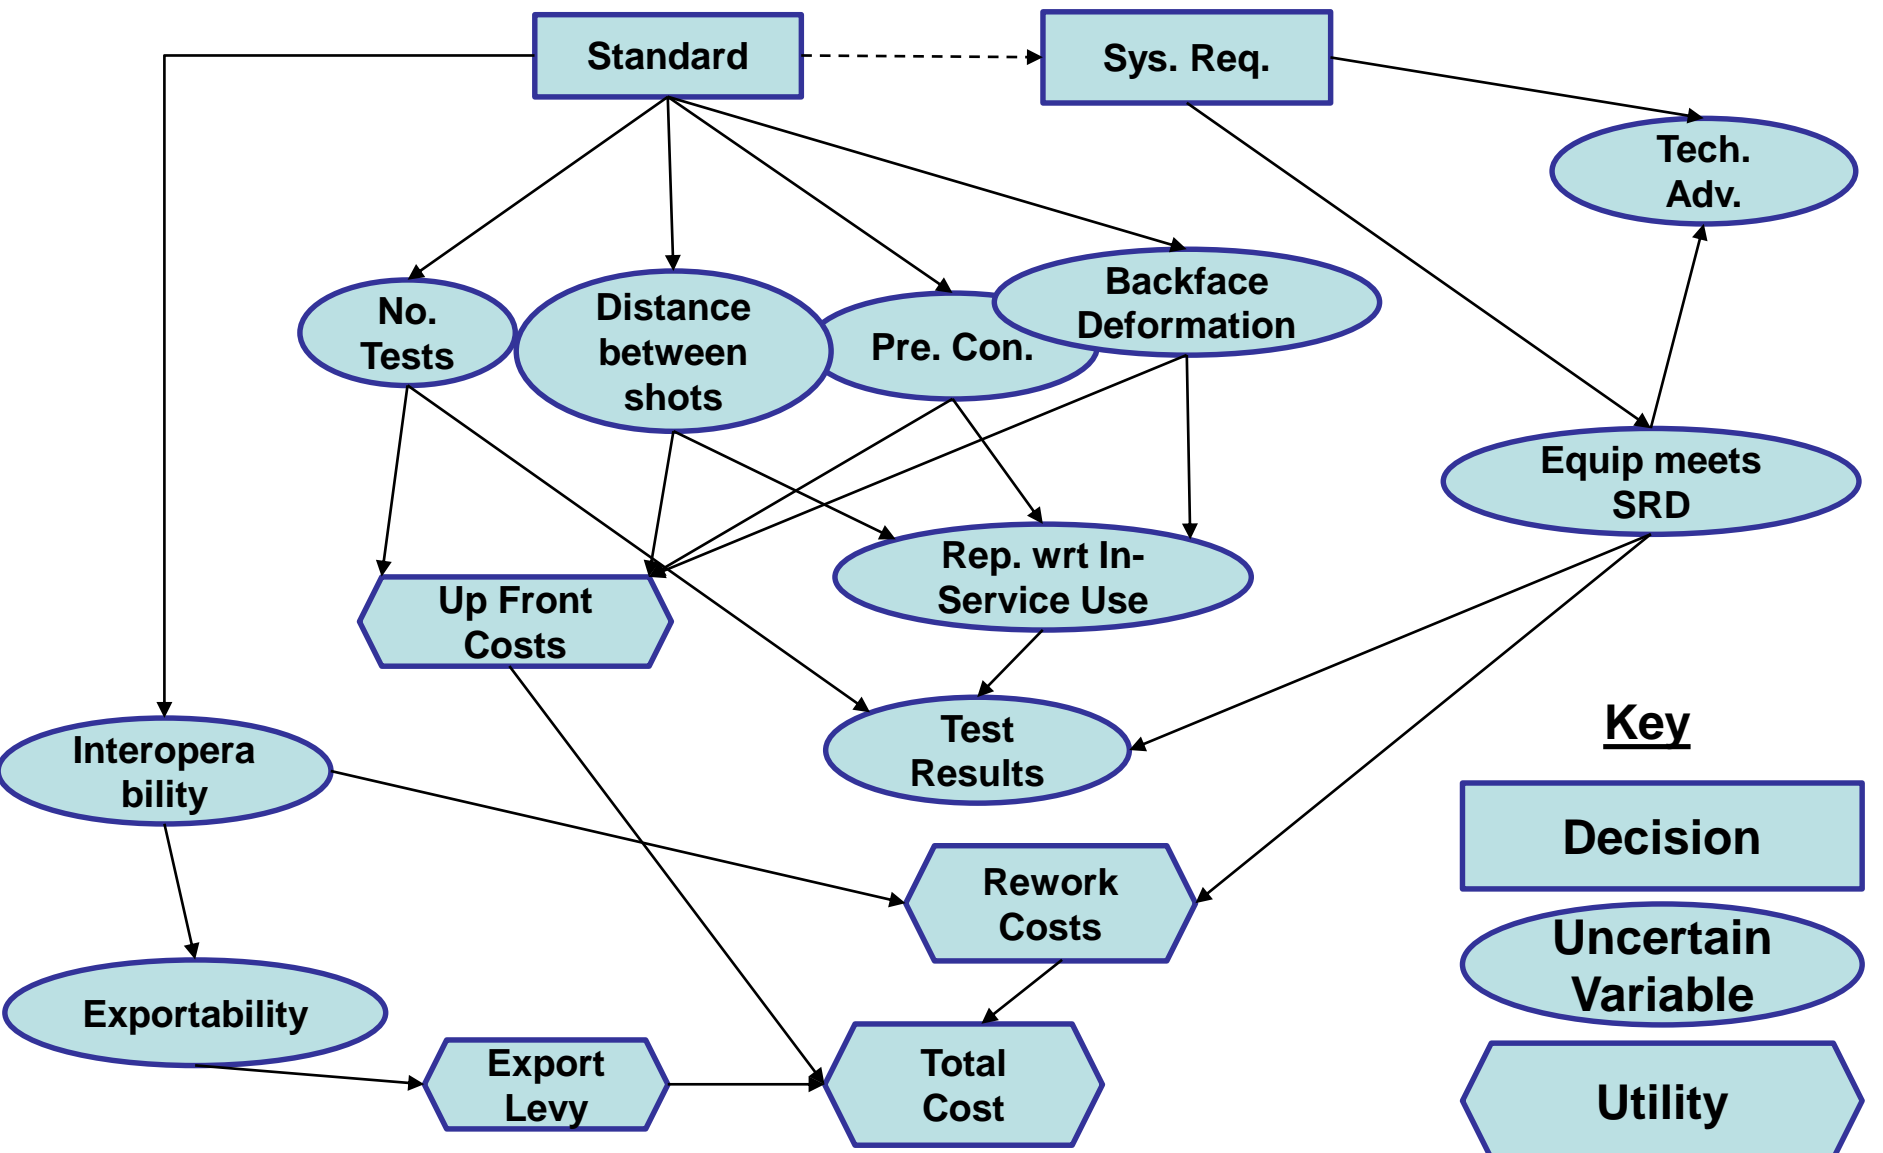 Standard
Sys. Req.
Tech.
Adv.
No.
Tests
Distance
between
shots
Pre. Con.
Backface
Deformation
Equip meets
SRD
Up Front
Costs
Rep. wrt In-
Service Use
Interopera
bility
Test
Results
Rework
Costs
Exportability
Export
Levy
Total
Cost
Key
Decision
Uncertain
Variable
Utility